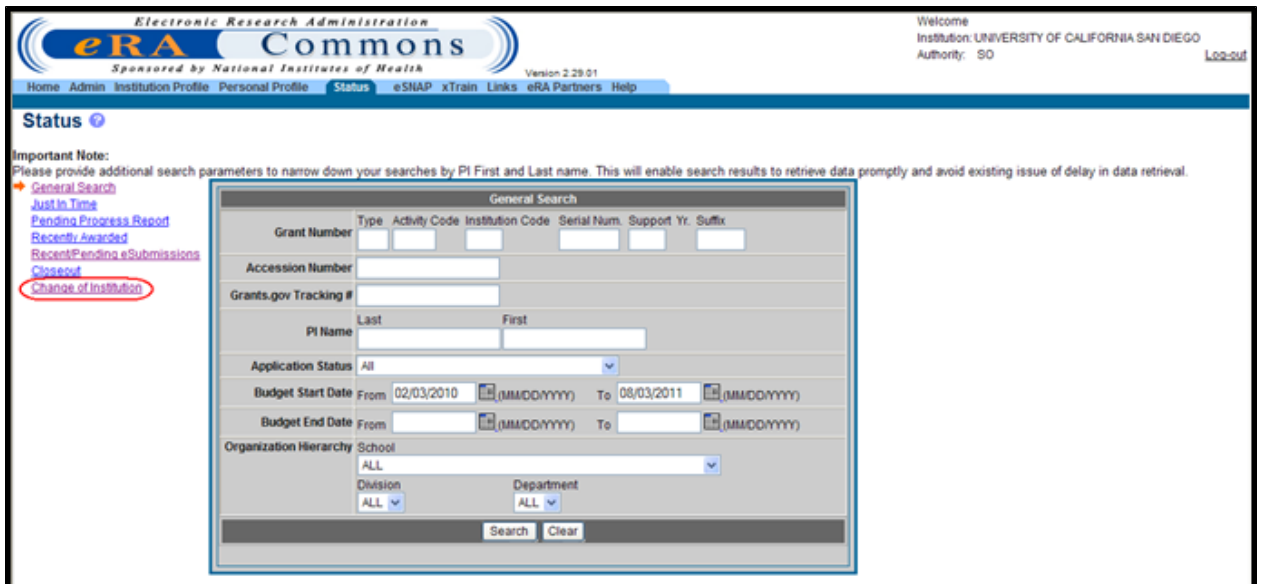 Electronic Research Administration
eRA Commons
Sponsored by National Institutes of Health
Version 2.29.01
Welcome
Institution: UNIVERSITY OF CALIFORNIA SAN DIEGO
Authority: SO
Log-out
Home Admin Institution Profile Personal Profile Status eSNAP xTrain Links eRA Partners Help
Status ?
Important Note:
Please provide additional search parameters to narrow down your searches by PI First and Last name. This will enable search results to retrieve data promptly and avoid existing issue of delay in data retrieval.
General Search
Just In Time
Pending Progress Report
Recently Awarded
Recent/Pending eSubmissions
Closeout
Change of Institution
General Search
Type Activity Code Institution Code Serial Num. Support Yr. Suffix
Grant Number
Accession Number
Grants.gov Tracking #
Last First
PI Name
Application Status All
Budget Start Date From 02/03/2010 (MM/DD/YYYY) To 08/03/2011 (MM/DD/YYYY)
Budget End Date From (MM/DD/YYYY) To (MM/DD/YYYY)
Organization Hierarchy School
ALL
Division Department
ALL ALL
Search Clear